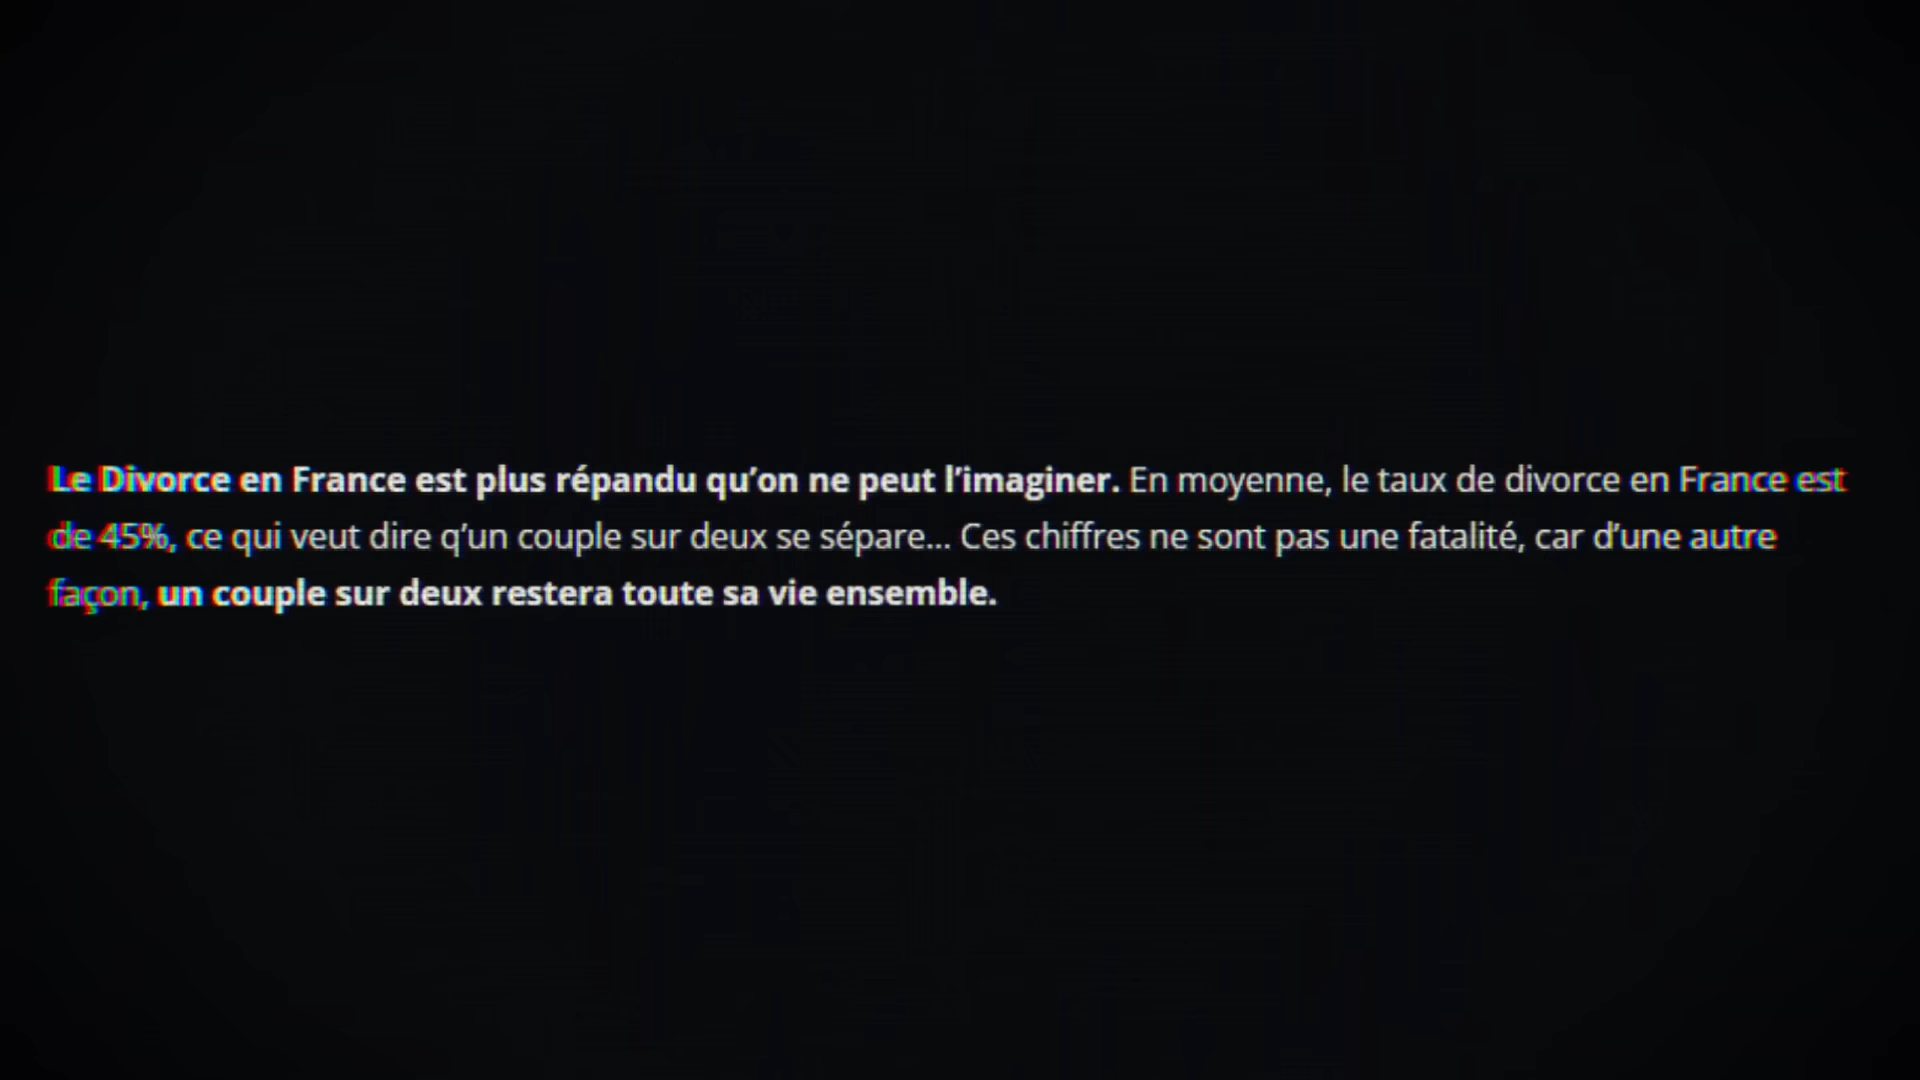 Le Divorce en France est plus répandu qu’on ne peut l’imaginer. En moyenne, le taux de divorce en France est
de 45%, ce qui veut dire q’un couple sur deux se sépare... Ces chiffres ne sont pas une fatalité, car d’une autre
façon, un couple sur deux restera toute sa vie ensemble.